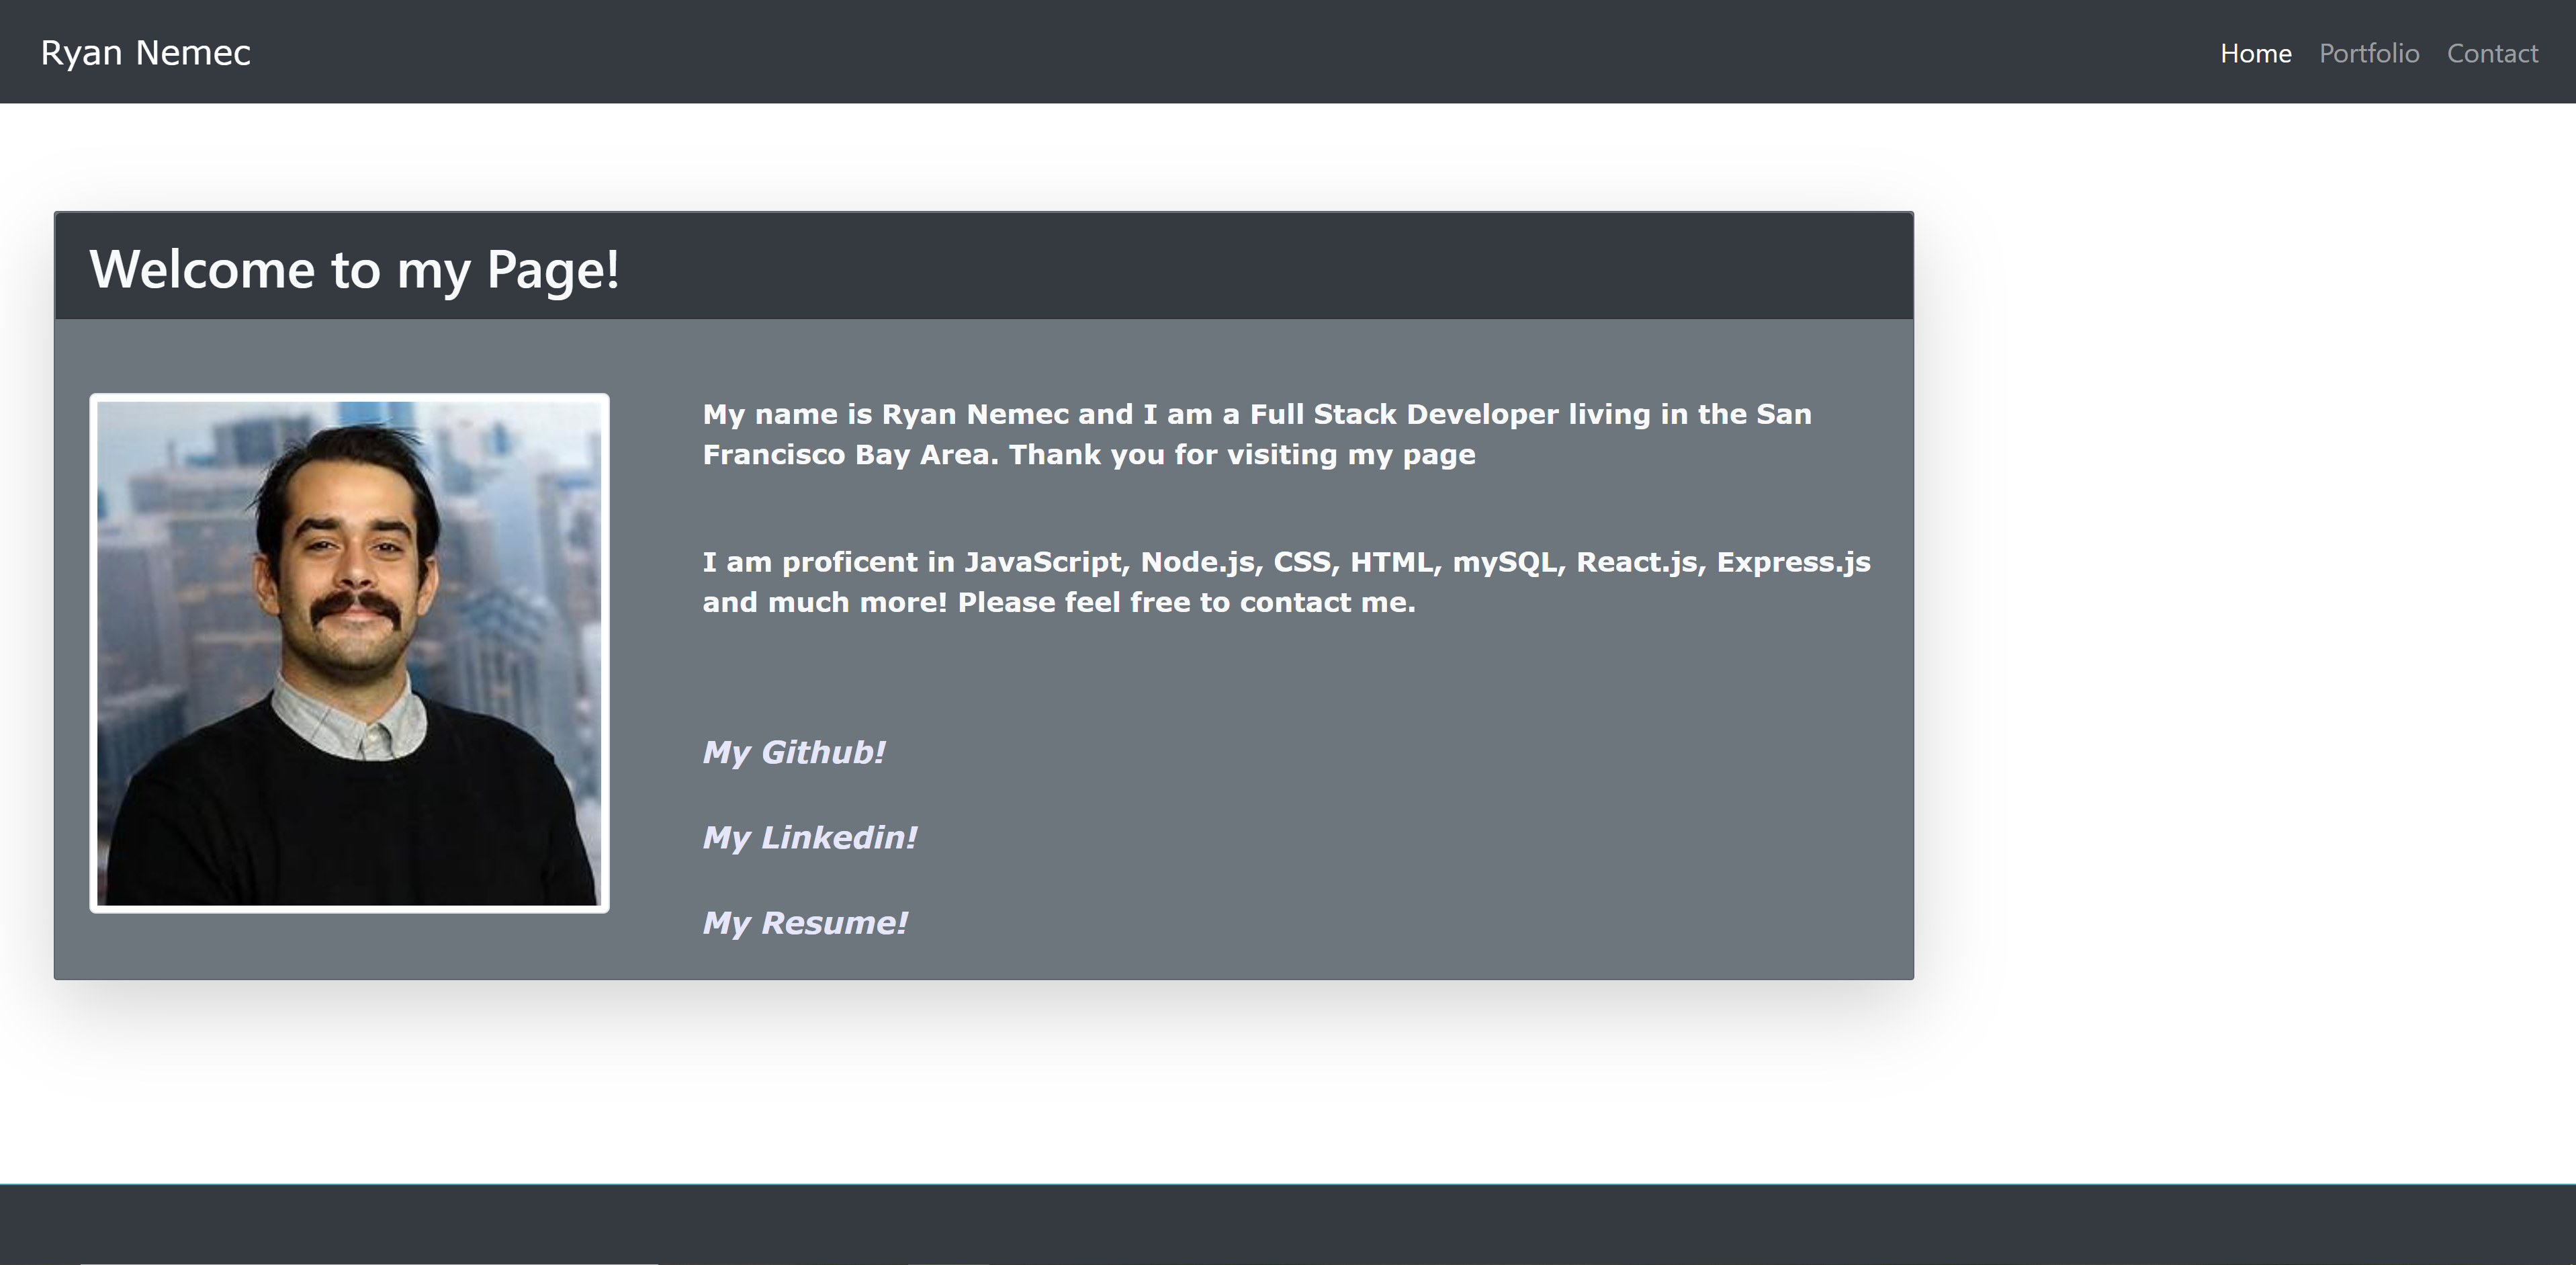 Ryan Nemec
Home Portfolio Contact
Welcome to my Page!
My name is Ryan Nemec and I am a Full Stack Developer living in the San
Francisco Bay Area. Thank you for visiting my page
I am proficent in JavaScript, Node.js, CSS, HTML, mySQL, React.js, Express.js
and much more! Please feel free to contact me.
My Github!
My Linkedin!
My Resume!